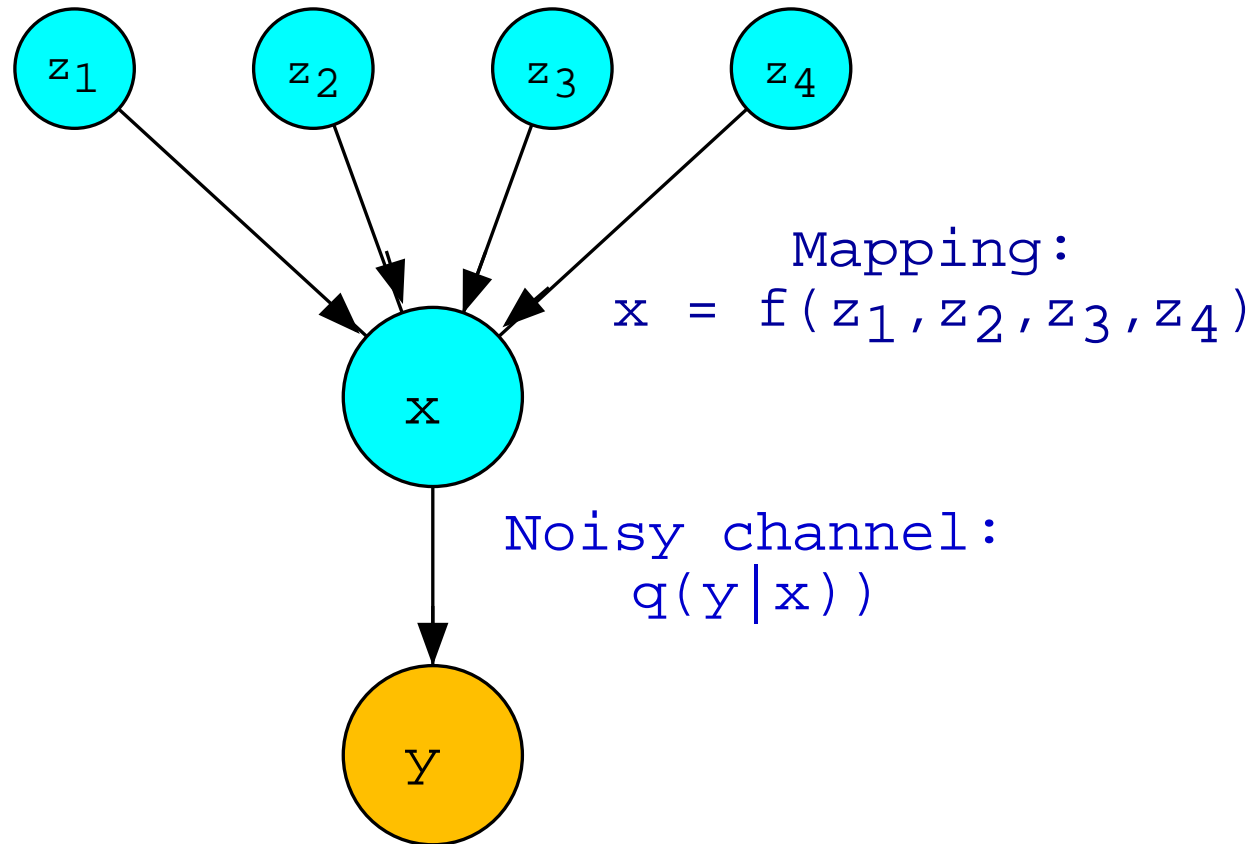 z1 z2 z3 z4
Mapping:
x = f(z1,z2,z3,z4)
x
Noisy channel:
q(y|x))
y